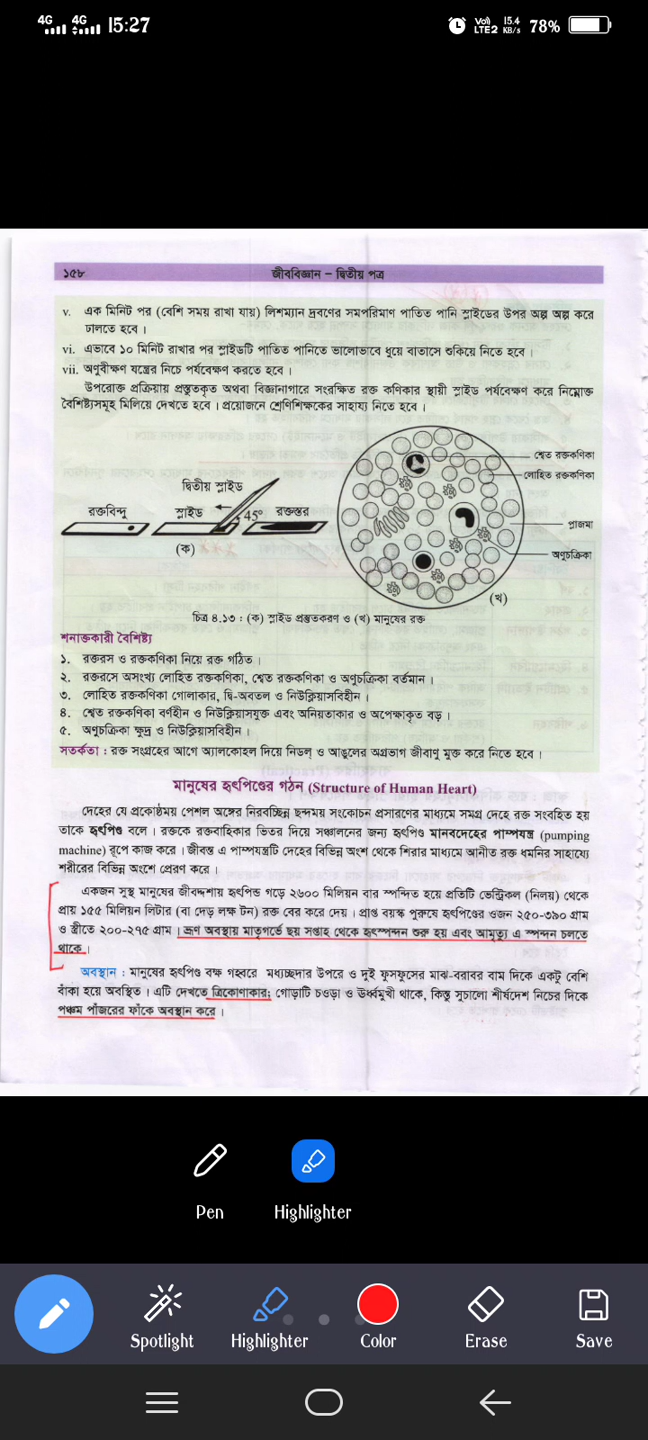 4G 4G 15:27 Vo)) LTE2 15.4 KB/s 78%
১৫৮ জীববিজ্ঞান – দ্বিতীয় পত্র
v. এক মিনিট পর (বেশি সময় রাখা যায়) লিশম্যান দ্রবণের সমপরিমাণ পাতিত পানি স্লাইডের উপর অল্প অল্প করে
ঢালতে হবে।
vi. এভাবে ১০ মিনিট রাখার পর স্লাইডটি পাতিত পানিতে ভালোভাবে ধুয়ে বাতাসে শুকিয়ে নিতে হবে।
vii. অণুবীক্ষণ যন্ত্রের নিচে পর্যবেক্ষণ করতে হবে।
উপরোক্ত প্রক্রিয়ায় প্রস্তুতকৃত অথবা বিজ্ঞানাগারে সংরক্ষিত রক্ত কণিকার স্থায়ী স্লাইড পর্যবেক্ষণ করে নিম্নোক্ত
বৈশিষ্ট্যসমূহ মিলিয়ে দেখতে হবে। প্রয়োজনে শ্রেণিশিক্ষকের সাহায্য নিতে হবে।
শ্বেত রক্তকণিকা
লোহিত রক্তকণিকা
দ্বিতীয় স্লাইড
রক্তবিন্দু স্লাইড 45° রক্তস্তর
প্লাজমা
অণুচক্রিকা
(ক)
(খ)
চিত্র ৪.১৩ : (ক) স্লাইড প্রস্তুতকরণ ও (খ) মানুষের রক্ত
শনাক্তকারী বৈশিষ্ট্য
১. রক্তরস ও রক্তকণিকা নিয়ে রক্ত গঠিত।
২. রক্তরসে অসংখ্য লোহিত রক্তকণিকা, শ্বেত রক্তকণিকা ও অণুচক্রিকা বর্তমান।
৩. লোহিত রক্তকণিকা গোলাকার, দ্বি-অবতল ও নিউক্লিয়াসবিহীন।
৪. শ্বেত রক্তকণিকা বর্ণহীন ও নিউক্লিয়াসযুক্ত এবং অনিয়তাকার ও অপেক্ষাকৃত বড়।
৫. অণুচক্রিকা ক্ষুদ্র ও নিউক্লিয়াসবিহীন।
সতর্কতা : রক্ত সংগ্রহের আগে অ্যালকোহল দিয়ে নিডল্ ও আঙুলের অগ্রভাগ জীবাণু মুক্ত করে নিতে হবে।
মানুষের হৃৎপিণ্ডের গঠন (Structure of Human Heart)
দেহের যে প্রকোষ্ঠময় পেশল অঙ্গের নিরবচ্ছিন্ন ছন্দময় সংকোচন প্রসারণের মাধ্যমে সমগ্র দেহে রক্ত সংবহিত হয়
তাকে হৃৎপিণ্ড বলে। রক্তকে রক্তবাহিকার ভিতর দিয়ে সঞ্চালনের জন্য হৃৎপিণ্ড মানবদেহের পাম্পযন্ত্র (pumping
machine) রূপে কাজ করে। জীবন্ত এ পাম্পযন্ত্রটি দেহের বিভিন্ন অংশ থেকে শিরার মাধ্যমে আনীত রক্ত ধমনির সাহায্যে
শরীরের বিভিন্ন অংশে প্রেরণ করে।
একজন সুস্থ মানুষের জীবদ্দশায় হৃৎপিন্ড গড়ে ২৬০০ মিলিয়ন বার স্পন্দিত হয়ে প্রতিটি ভেন্ট্রিকল (নিলয়) থেকে
প্রায় ১৫৫ মিলিয়ন লিটার (বা দেড় লক্ষ টন) রক্ত বের করে দেয়। প্রাপ্ত বয়স্ক পুরুষে হৃৎপিণ্ডের ওজন ২৫০-৩৯০ গ্রাম
ও স্ত্রীতে ২০০-২৭৫ গ্রাম। ভ্রূণ অবস্থায় মাতৃগর্ভে ছয় সপ্তাহ থেকে হৃৎস্পন্দন শুরু হয় এবং আমৃত্যু এ স্পন্দন চলতে
থাকে।
অবস্থান : মানুষের হৃৎপিণ্ড বক্ষ গহ্বরে মধ্যচ্ছদার উপরে ও দুই ফুসফুসের মাঝ-বরাবর বাম দিকে একটু বেশি
বাঁকা হয়ে অবস্থিত। এটি দেখতে ত্রিকোণাকার; গোড়াটি চওড়া ও ঊর্ধ্বমুখী থাকে, কিন্তু সুচালো শীর্ষদেশ নিচের দিকে
পঞ্চম পাঁজরের ফাঁকে অবস্থান করে।
Pen Highlighter
Spotlight Highlighter Color Erase Save